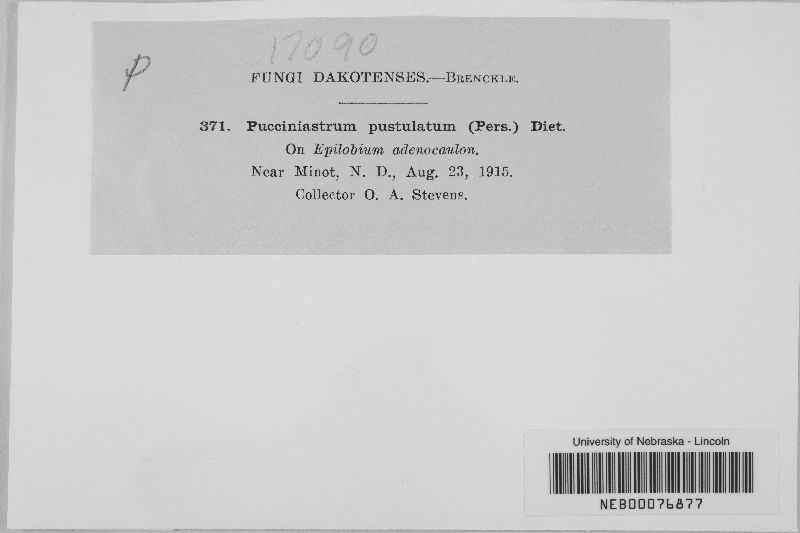 17090
P
FUNGI DAKOTENSES.—BRENCKLE.
371. Pucciniastrum pustulatum (Pers.) Diet.
On Epilobium adenocaulon.
Near Minot, N. D., Aug. 23, 1915.
Collector O. A. Stevens.
University of Nebraska - Lincoln
NEB00076877